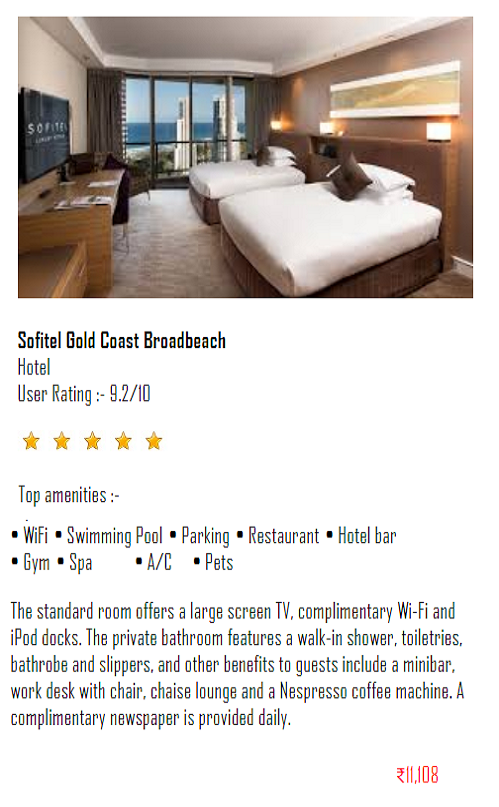 SOFITEL
Sofitel Gold Coast Broadbeach
Hotel
User Rating :- 9.2/10
Top amenities :-
• WiFi • Swimming Pool • Parking • Restaurant • Hotel bar
• Gym • Spa • A/C • Pets
The standard room offers a large screen TV, complimentary Wi-Fi and
iPod docks. The private bathroom features a walk-in shower, toiletries,
bathrobe and slippers, and other benefits to guests include a minibar,
work desk with chair, chaise lounge and a Nespresso coffee machine. A
complimentary newspaper is provided daily.
₹11,108